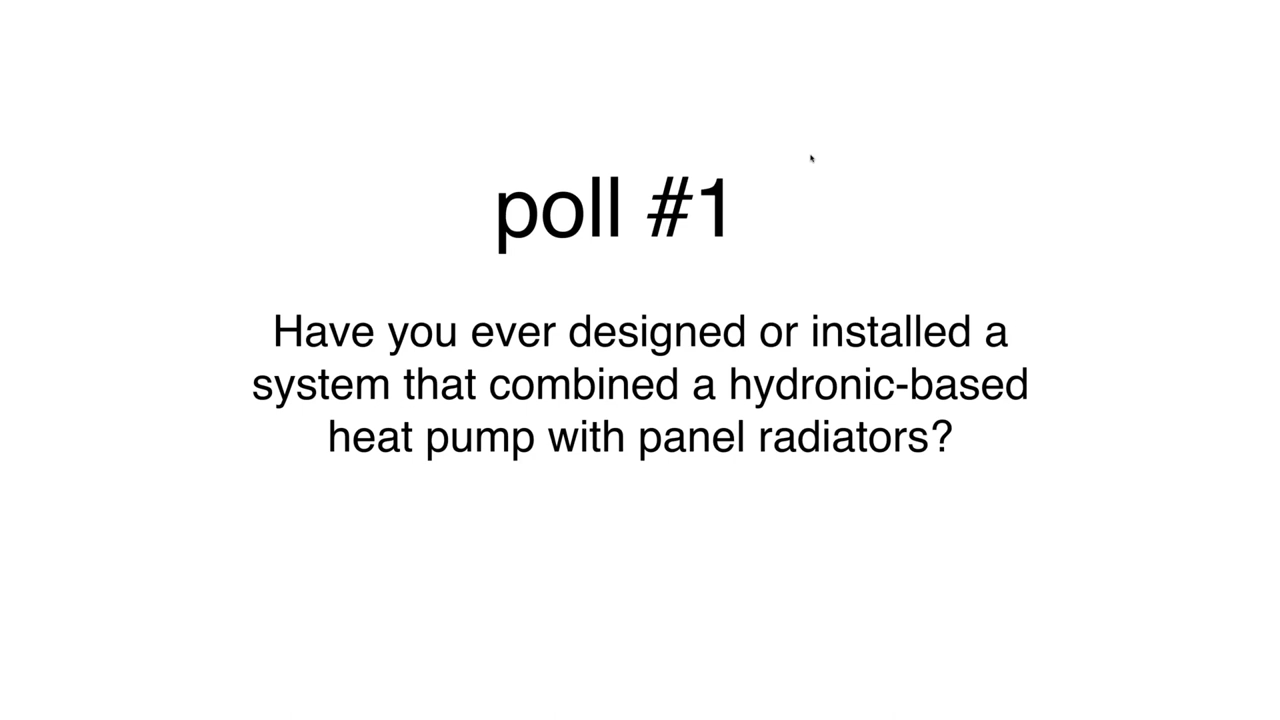 poll #1
Have you ever designed or installed a
system that combined a hydronic-based
heat pump with panel radiators?